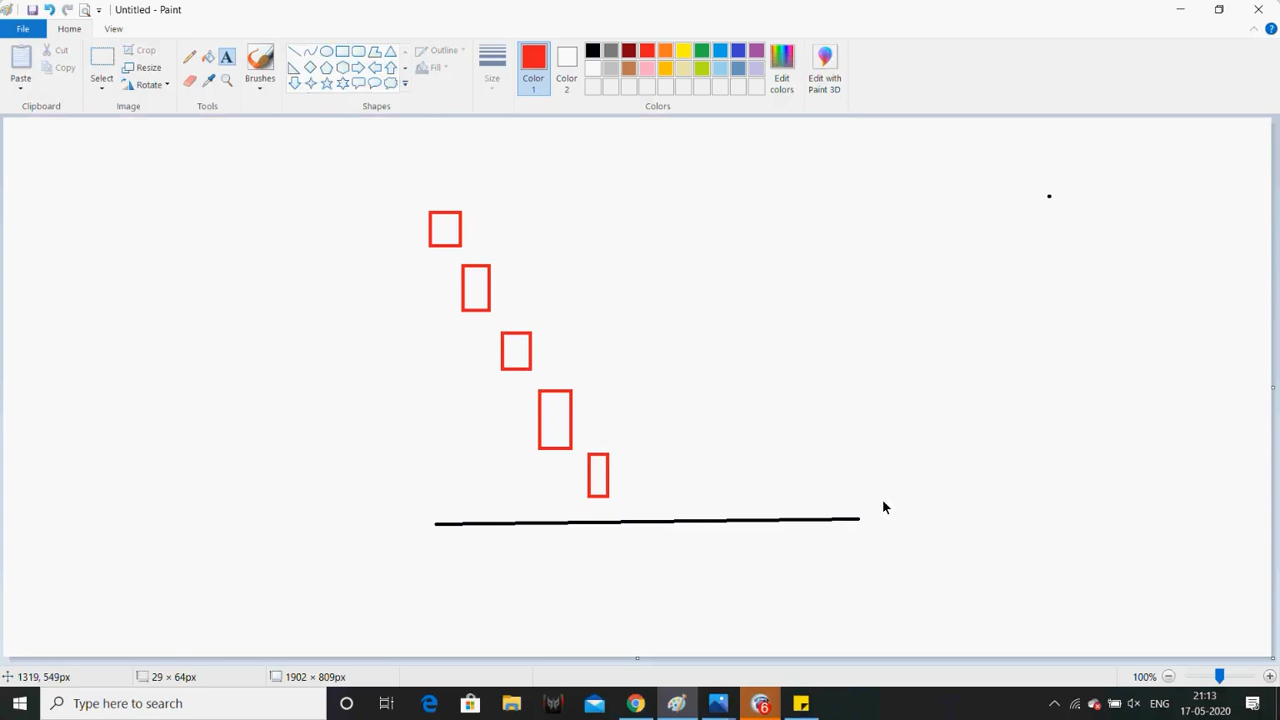 Untitled - Paint
File Home View
Paste
Cut
Copy
Clipboard
Select
Crop
Resize
Rotate
Image
A
Tools
Brushes
Shapes
Outline
Fill
Size
Color 1
Color 2
Edit colors
Edit with Paint 3D
Colors
1319, 549px
29 × 64px
1902 × 809px
100%
Type here to search
6
ENG
21:13
17-05-2020